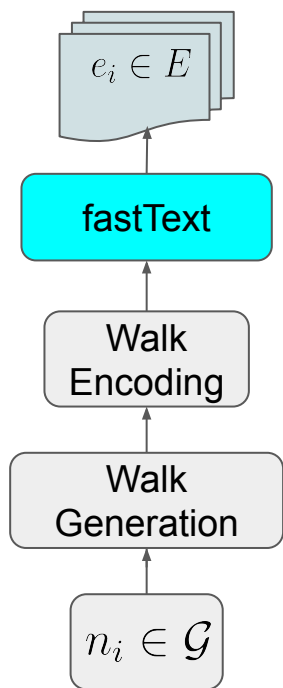 e_i ∈ E
fastText
Walk
Encoding
Walk
Generation
n_i ∈ 𝒢